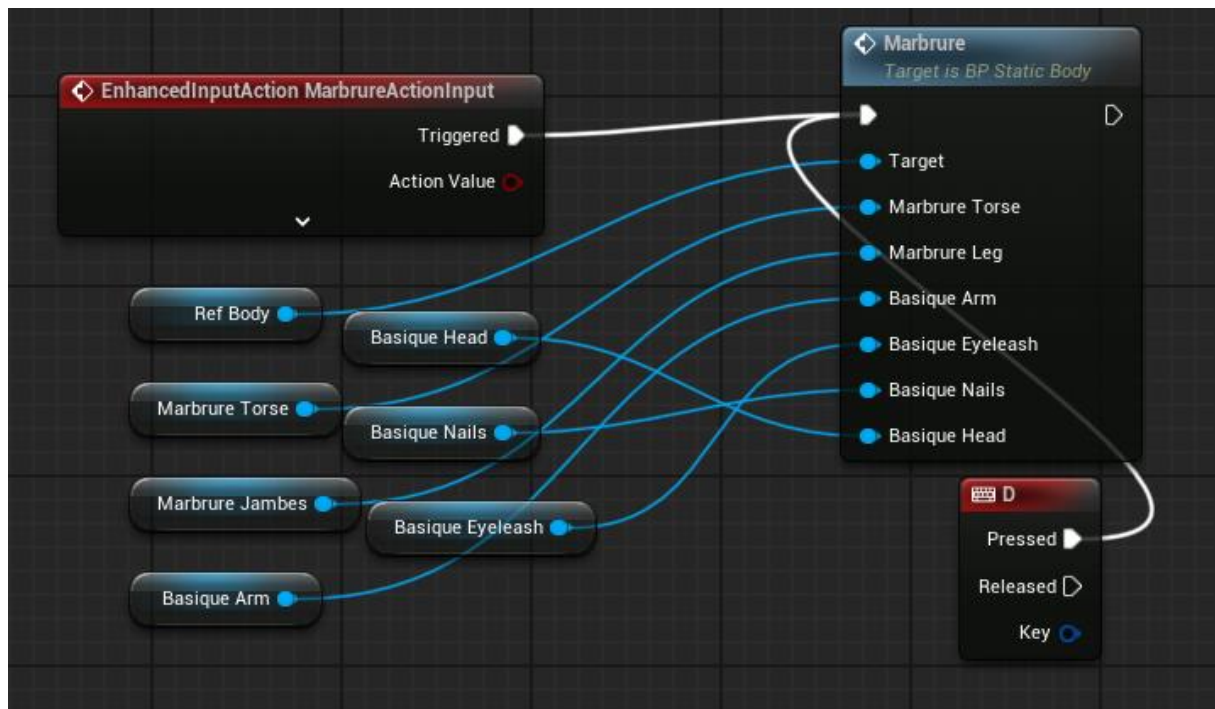 EnhancedInputAction MarbrureActionInput
Triggered
Action Value
Marbrure
Target is BP Static Body
Target
Marbrure Torse
Marbrure Leg
Basique Arm
Basique Eyeleash
Basique Nails
Basique Head
Ref Body
Basique Head
Marbrure Torse
Basique Nails
Marbrure Jambes
Basique Eyeleash
Basique Arm
D
Pressed
Released
Key